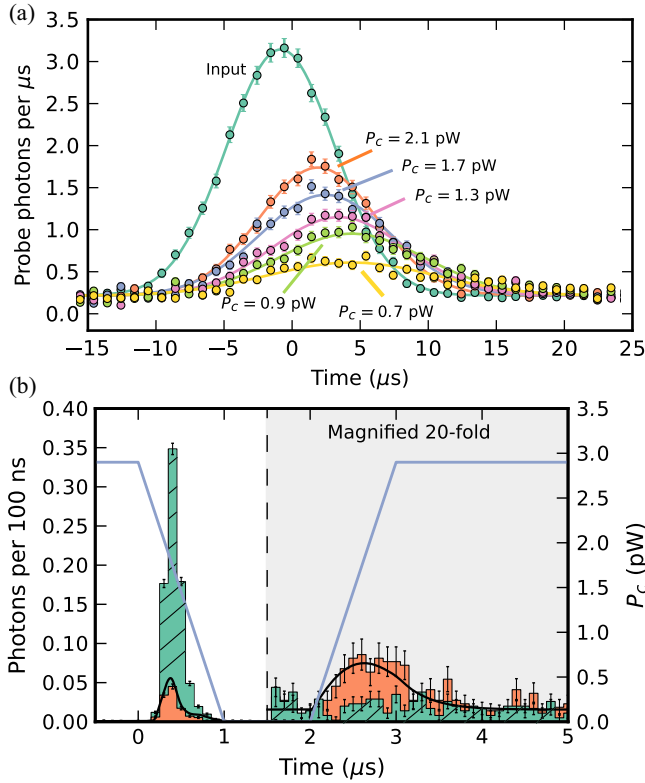 (a)
3.5
3.0
2.5
2.0
1.5
1.0
0.5
0.0
Probe photons per μs
Input
P_c = 2.1 pW
P_c = 1.7 pW
P_c = 1.3 pW
P_c = 0.9 pW
P_c = 0.7 pW
−15 −10 −5 0 5 10 15 20 25
Time (μs)
(b)
0.40
0.35
0.30
0.25
0.20
0.15
0.10
0.05
0.00
Photons per 100 ns
Magnified 20-fold
3.5
3.0
2.5
2.0
1.5
1.0
0.5
0.0
P_c (pW)
0 1 2 3 4 5
Time (μs)